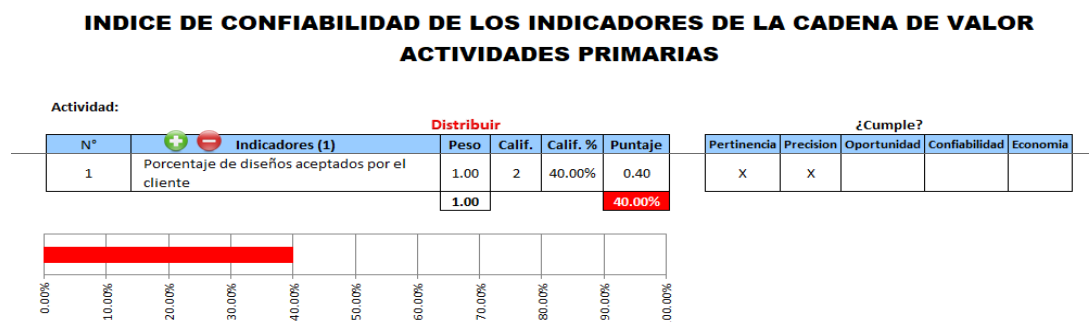 INDICE DE CONFIABILIDAD DE LOS INDICADORES DE LA CADENA DE VALOR
ACTIVIDADES PRIMARIAS
Actividad:
Distribuir
¿Cumple?
N° Indicadores (1) Peso Calif. Calif. % Puntaje Pertinencia Precision Oportunidad Confiabilidad Economia
1 Porcentaje de diseños aceptados por el cliente 1.00 2 40.00% 0.40 X X
1.00 40.00%
0.00% 10.00% 20.00% 30.00% 40.00% 50.00% 60.00% 70.00% 80.00% 90.00% 00.00%